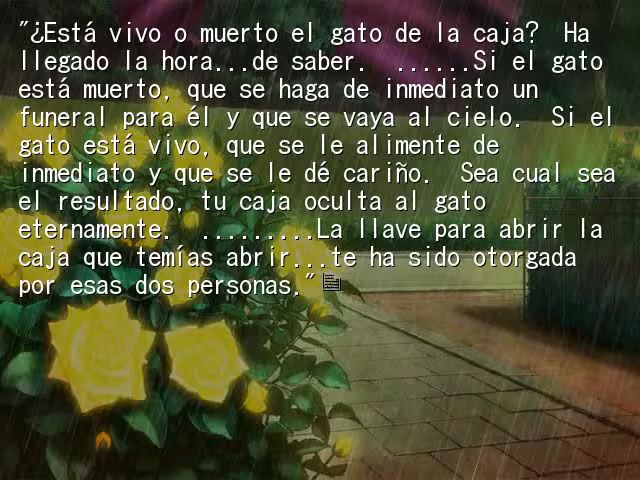 "¿Está vivo o muerto el gato de la caja?  Ha
llegado la hora...de saber.  ......Si el gato
está muerto, que se haga de inmediato un
funeral para él y que se vaya al cielo.  Si el
gato está vivo, que se le alimente de
inmediato y que se le dé cariño.  Sea cual sea
el resultado, tu caja oculta al gato
eternamente.  .........La llave para abrir la
caja que temías abrir...te ha sido otorgada
por esas dos personas."